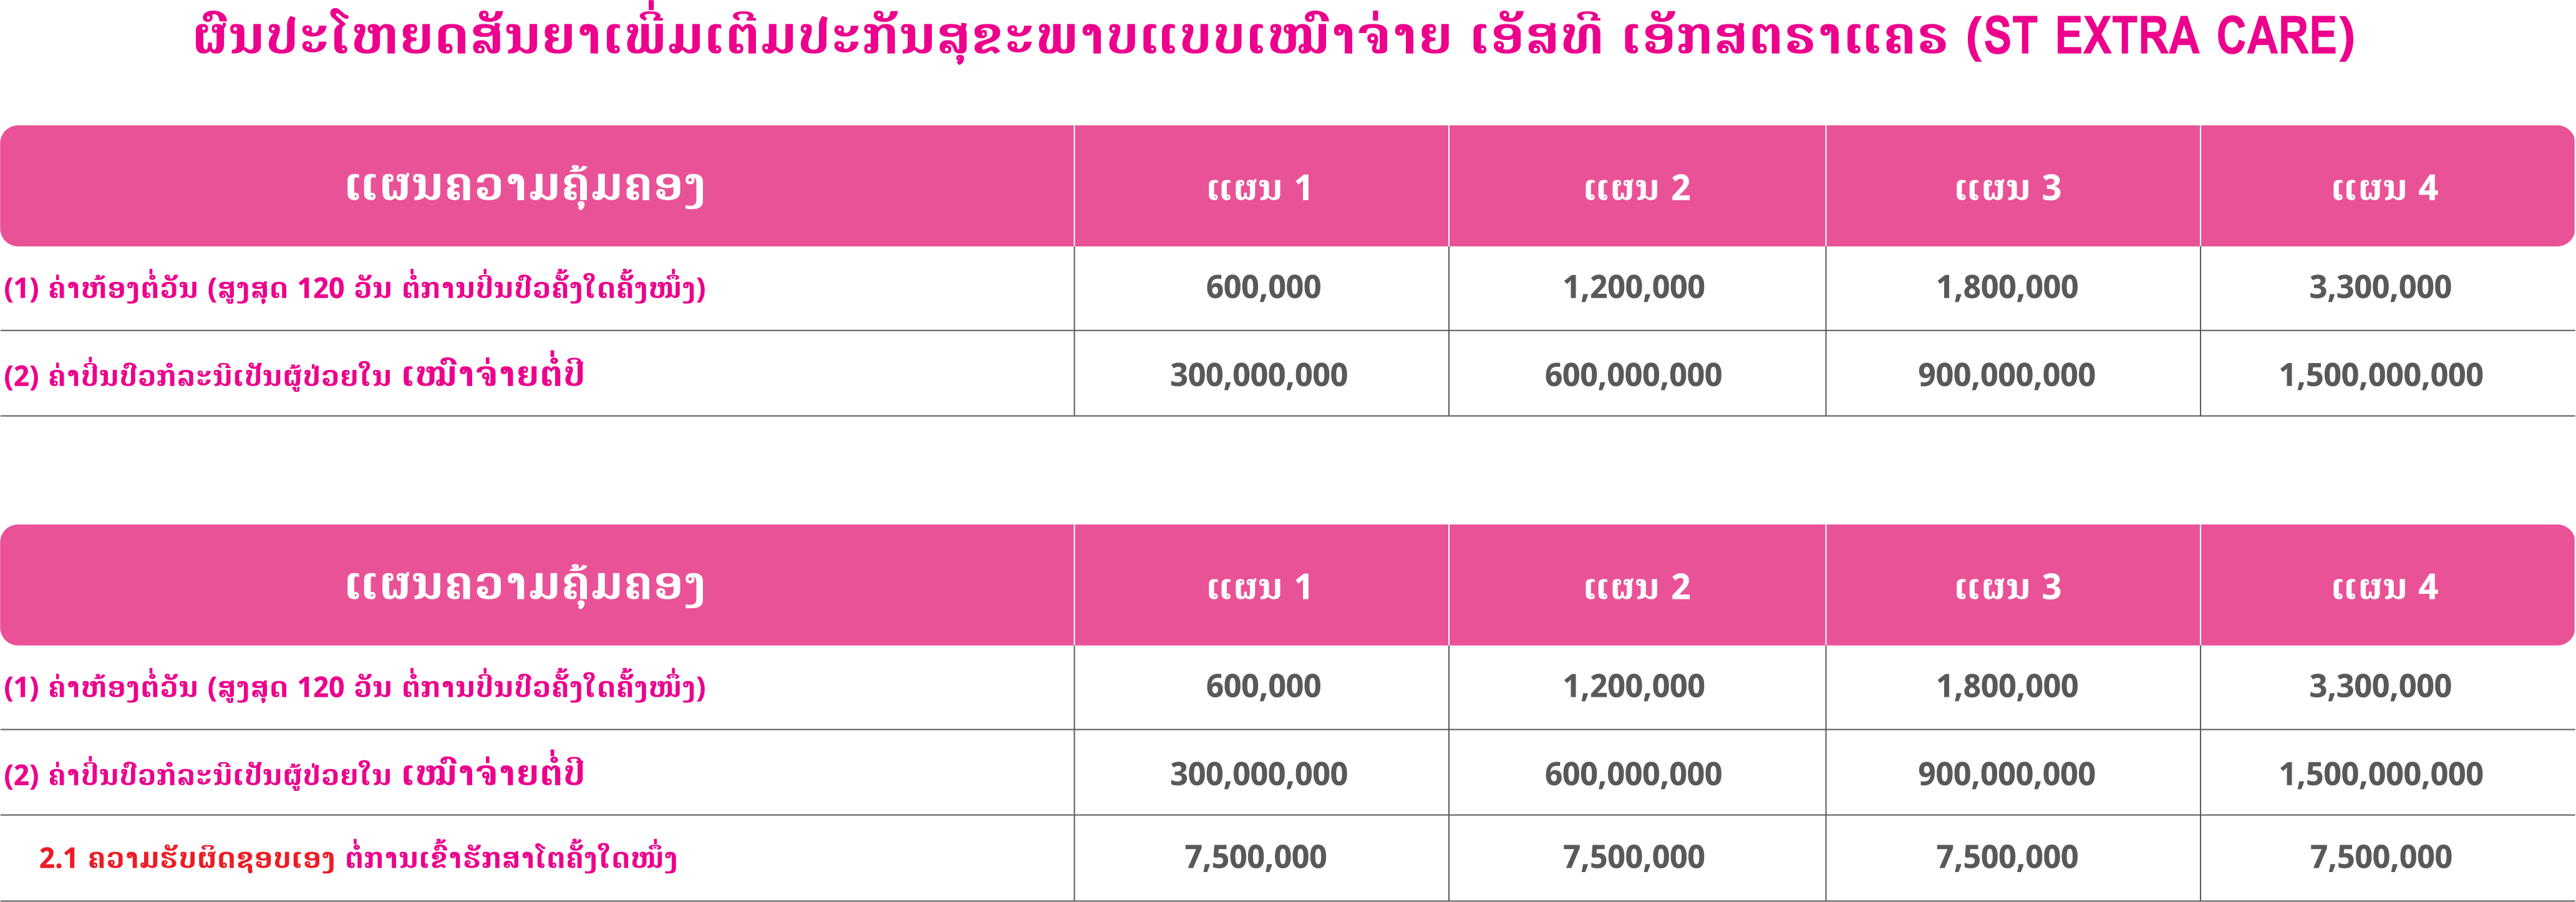 ຜົນປະໂຫຍດສັນຍາເພີ່ມເຕີມປະກັນສຸຂະພາບແບບເໝົາຈ່າຍ ເອັສທີ ເອັກສຕຣາແຄຣ (ST EXTRA CARE)
ແຜນຄວາມຄຸ້ມຄອງ ແຜນ 1 ແຜນ 2 ແຜນ 3 ແຜນ 4
(1) ຄ່າຫ້ອງຕໍ່ວັນ (ສູງສຸດ 120 ວັນ ຕໍ່ການປິ່ນປົວຄັ້ງໃດຄັ້ງໜຶ່ງ) 600,000 1,200,000 1,800,000 3,300,000
(2) ຄ່າປິ່ນປົວກໍລະນີເປັນຜູ້ປ່ວຍໃນ ເໝົາຈ່າຍຕໍ່ປີ 300,000,000 600,000,000 900,000,000 1,500,000,000
ແຜນຄວາມຄຸ້ມຄອງ ແຜນ 1 ແຜນ 2 ແຜນ 3 ແຜນ 4
(1) ຄ່າຫ້ອງຕໍ່ວັນ (ສູງສຸດ 120 ວັນ ຕໍ່ການປິ່ນປົວຄັ້ງໃດຄັ້ງໜຶ່ງ) 600,000 1,200,000 1,800,000 3,300,000
(2) ຄ່າປິ່ນປົວກໍລະນີເປັນຜູ້ປ່ວຍໃນ ເໝົາຈ່າຍຕໍ່ປີ 300,000,000 600,000,000 900,000,000 1,500,000,000
2.1 ຄວາມຮັບຜິດຊອບເອງ ຕໍ່ການເຂົ້າຮັກສາໂຕຄັ້ງໃດໜຶ່ງ 7,500,000 7,500,000 7,500,000 7,500,000